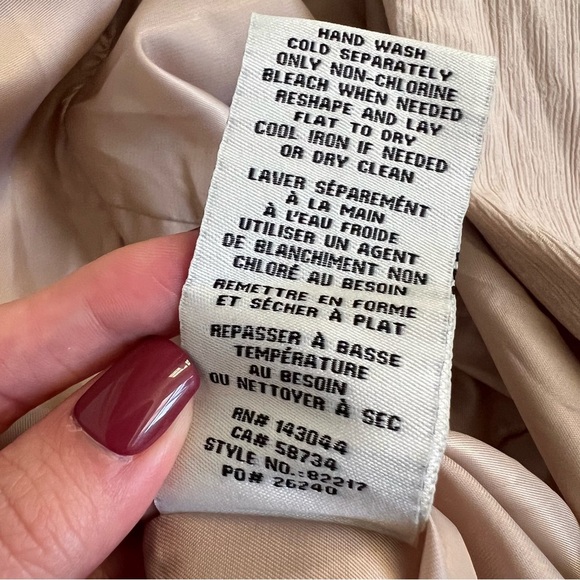 HAND WASH
COLD SEPARATELY
ONLY NON-CHLORINE
BLEACH WHEN NEEDED
RESHAPE AND LAY
FLAT TO DRY
COOL IRON IF NEEDED
OR DRY CLEAN
LAVER SÉPARÉMENT
À LA MAIN
À L'EAU FROIDE
UTILISER UN AGENT
DE BLANCHIMENT NON
CHLORÉ AU BESOIN
REMETTRE EN FORME
ET SÉCHER À PLAT
REPASSER À BASSE
TEMPÉRATURE
AU BESOIN
OU NETTOYER À SEC
RN# 143044
CA# 58734
STYLE NO.:82217
PO# 26240